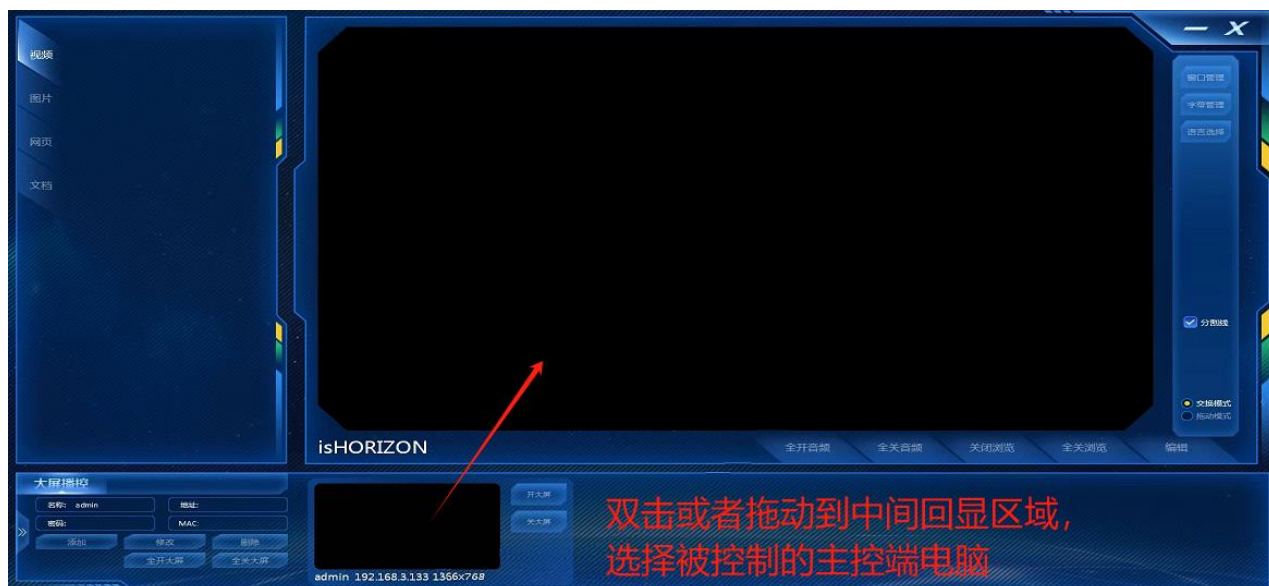 X
视频
图片
网页
文档
窗口管理
字幕管理
语言选择
分割线
交换模式
拖动模式
isHORIZON
全开音频
全关音频
关闭浏览
全关浏览
编辑
大屏播控
名称: admin
地址:
密码:
MAC:
添加
修改
删除
全开大屏
全关大屏
开大屏
关大屏
admin 192.168.3.133 1366x768
双击或者拖动到中间回显区域，
选择被控制的主控端电脑